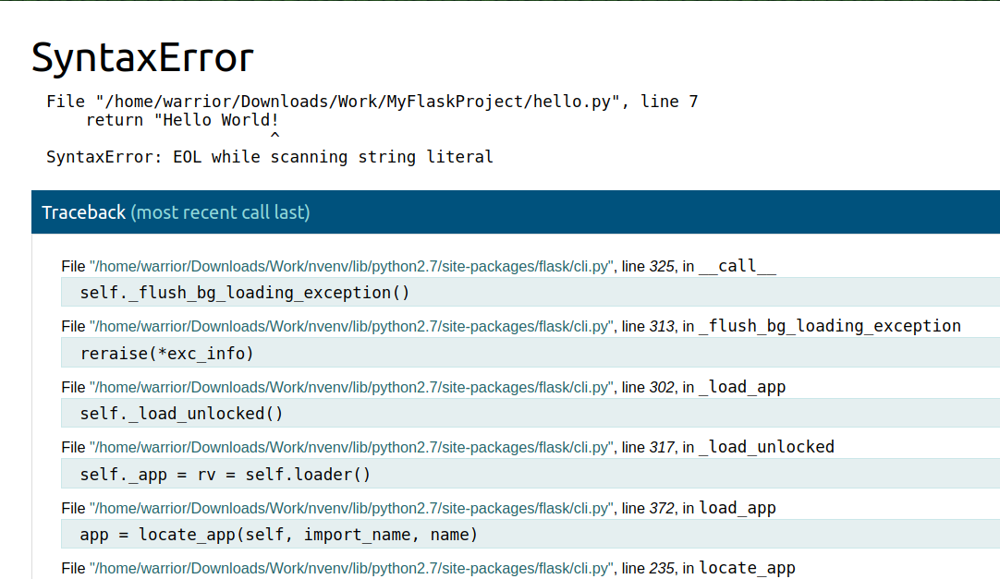 SyntaxError
File "/home/warrior/Downloads/Work/MyFlaskProject/hello.py", line 7
return "Hello World!
^
SyntaxError: EOL while scanning string literal
Traceback (most recent call last)
File "/home/warrior/Downloads/Work/nvenv/lib/python2.7/site-packages/flask/cli.py", line 325, in __call__
self._flush_bg_loading_exception()
File "/home/warrior/Downloads/Work/nvenv/lib/python2.7/site-packages/flask/cli.py", line 313, in _flush_bg_loading_exception
reraise(*exc_info)
File "/home/warrior/Downloads/Work/nvenv/lib/python2.7/site-packages/flask/cli.py", line 302, in _load_app
self._load_unlocked()
File "/home/warrior/Downloads/Work/nvenv/lib/python2.7/site-packages/flask/cli.py", line 317, in _load_unlocked
self._app = rv = self.loader()
File "/home/warrior/Downloads/Work/nvenv/lib/python2.7/site-packages/flask/cli.py", line 372, in load_app
app = locate_app(self, import_name, name)
File "/home/warrior/Downloads/Work/nvenv/lib/python2.7/site-packages/flask/cli.py", line 235, in locate_app